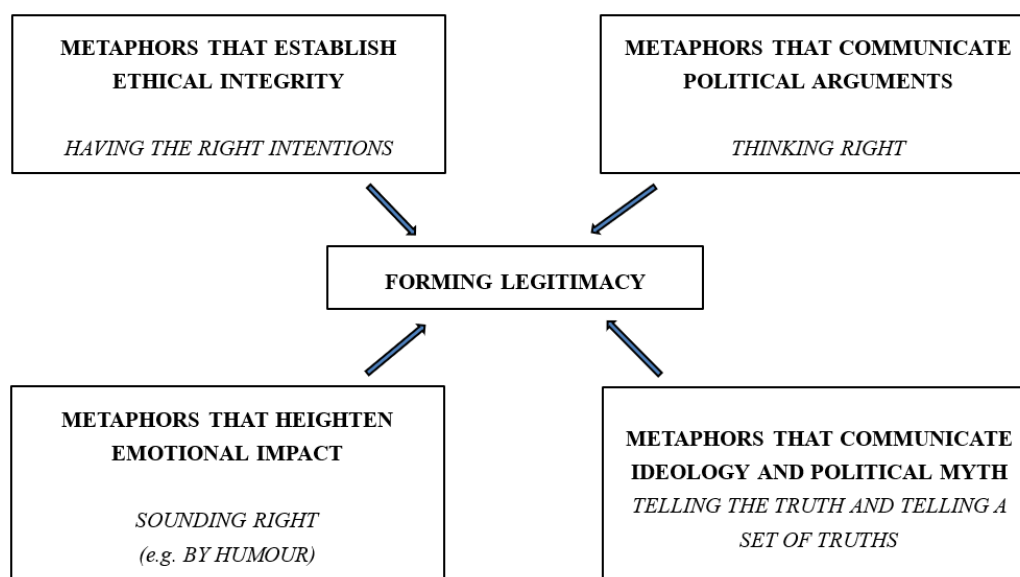 METAPHORS THAT ESTABLISH
ETHICAL INTEGRITY
HAVING THE RIGHT INTENTIONS
METAPHORS THAT COMMUNICATE
POLITICAL ARGUMENTS
THINKING RIGHT
FORMING LEGITIMACY
METAPHORS THAT HEIGHTEN
EMOTIONAL IMPACT
SOUNDING RIGHT
(e.g. BY HUMOUR)
METAPHORS THAT COMMUNICATE
IDEOLOGY AND POLITICAL MYTH
TELLING THE TRUTH AND TELLING A
SET OF TRUTHS